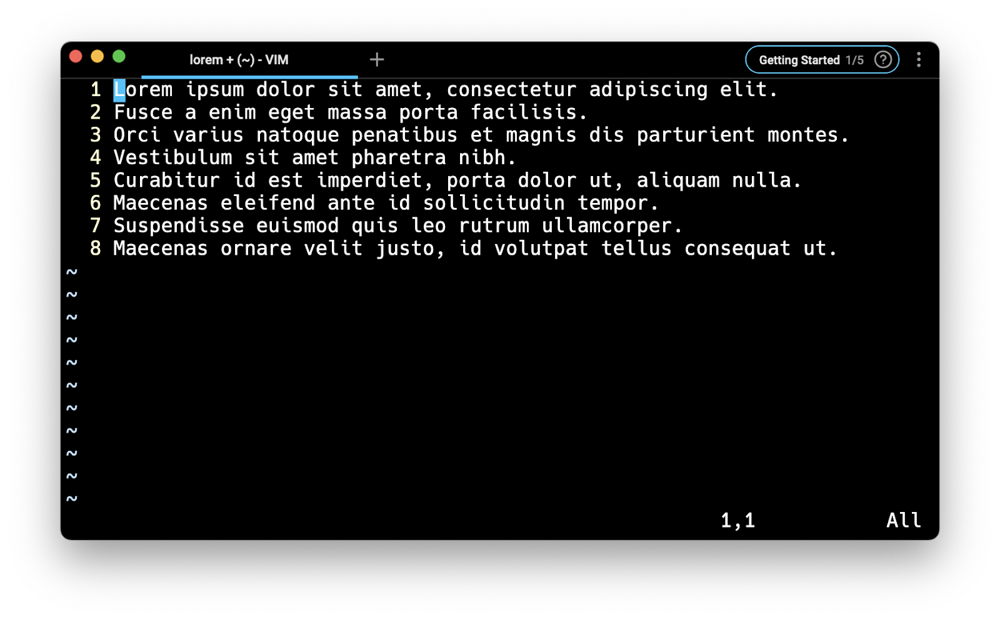 lorem + (~) - VIM
+
Getting Started 1/5 ?
1 Lorem ipsum dolor sit amet, consectetur adipiscing elit.
2 Fusce a enim eget massa porta facilisis.
3 Orci varius natoque penatibus et magnis dis parturient montes.
4 Vestibulum sit amet pharetra nibh.
5 Curabitur id est imperdiet, porta dolor ut, aliquam nulla.
6 Maecenas eleifend ante id sollicitudin tempor.
7 Suspendisse euismod quis leo rutrum ullamcorper.
8 Maecenas ornare velit justo, id volutpat tellus consequat ut.
~
~
~
~
~
~
~
~
~
~
~
1,1 All